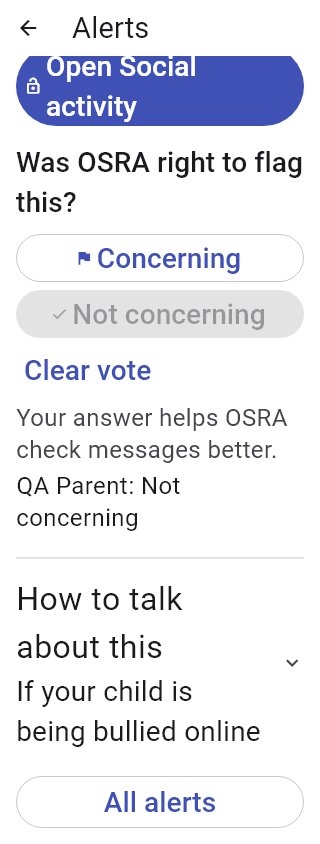 Alerts
Open Social
activity
Was OSRA right to flag
this?
Concerning
Not concerning
Clear vote
Your answer helps OSRA
check messages better.
QA Parent: Not
concerning
How to talk
about this
If your child is
being bullied online
All alerts